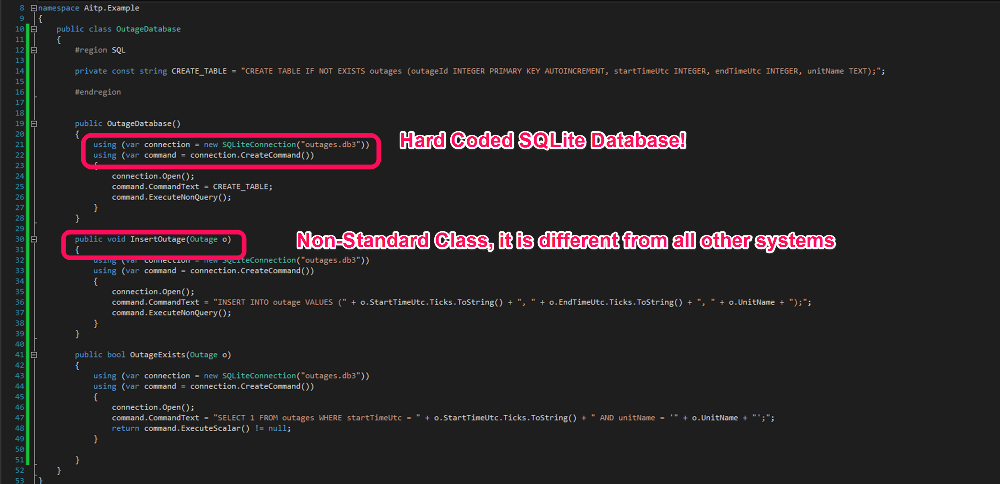 8 namespace Aitp.Example
9 {
10 public class OutageDatabase
11 {
12 #region SQL
13
14 private const string CREATE_TABLE = "CREATE TABLE IF NOT EXISTS outages (outageId INTEGER PRIMARY KEY AUTOINCREMENT, startTimeUtc INTEGER, endTimeUtc INTEGER, unitName TEXT);";
15
16 #endregion
17
18
19 public OutageDatabase()
20 {
Hard Coded SQLite Database!
21 using (var connection = new SQLiteConnection("outages.db3"))
22 using (var command = connection.CreateCommand())
23 {
24 connection.Open();
25 command.CommandText = CREATE_TABLE;
26 command.ExecuteNonQuery();
27 }
28 }
29
30 public void InsertOutage(Outage o)
Non-Standard Class, it is different from all other systems
31 {
32 using (var connection = new SQLiteConnection("outages.db3"))
33 using (var command = connection.CreateCommand())
34 {
35 connection.Open();
36 command.CommandText = "INSERT INTO outage VALUES (" + o.StartTimeUtc.Ticks.ToString() + ", " + o.EndTimeUtc.Ticks.ToString() + ", " + o.UnitName + ");";
37 command.ExecuteNonQuery();
38 }
39 }
40
41 public bool OutageExists(Outage o)
42 {
43 using (var connection = new SQLiteConnection("outages.db3"))
44 using (var command = connection.CreateCommand())
45 {
46 connection.Open();
47 command.CommandText = "SELECT 1 FROM outages WHERE startTimeUtc = " + o.StartTimeUtc.Ticks.ToString() + " AND unitName = '" + o.UnitName + "';";
48 return command.ExecuteScalar() != null;
49 }
50
51 }
52 }
53 }